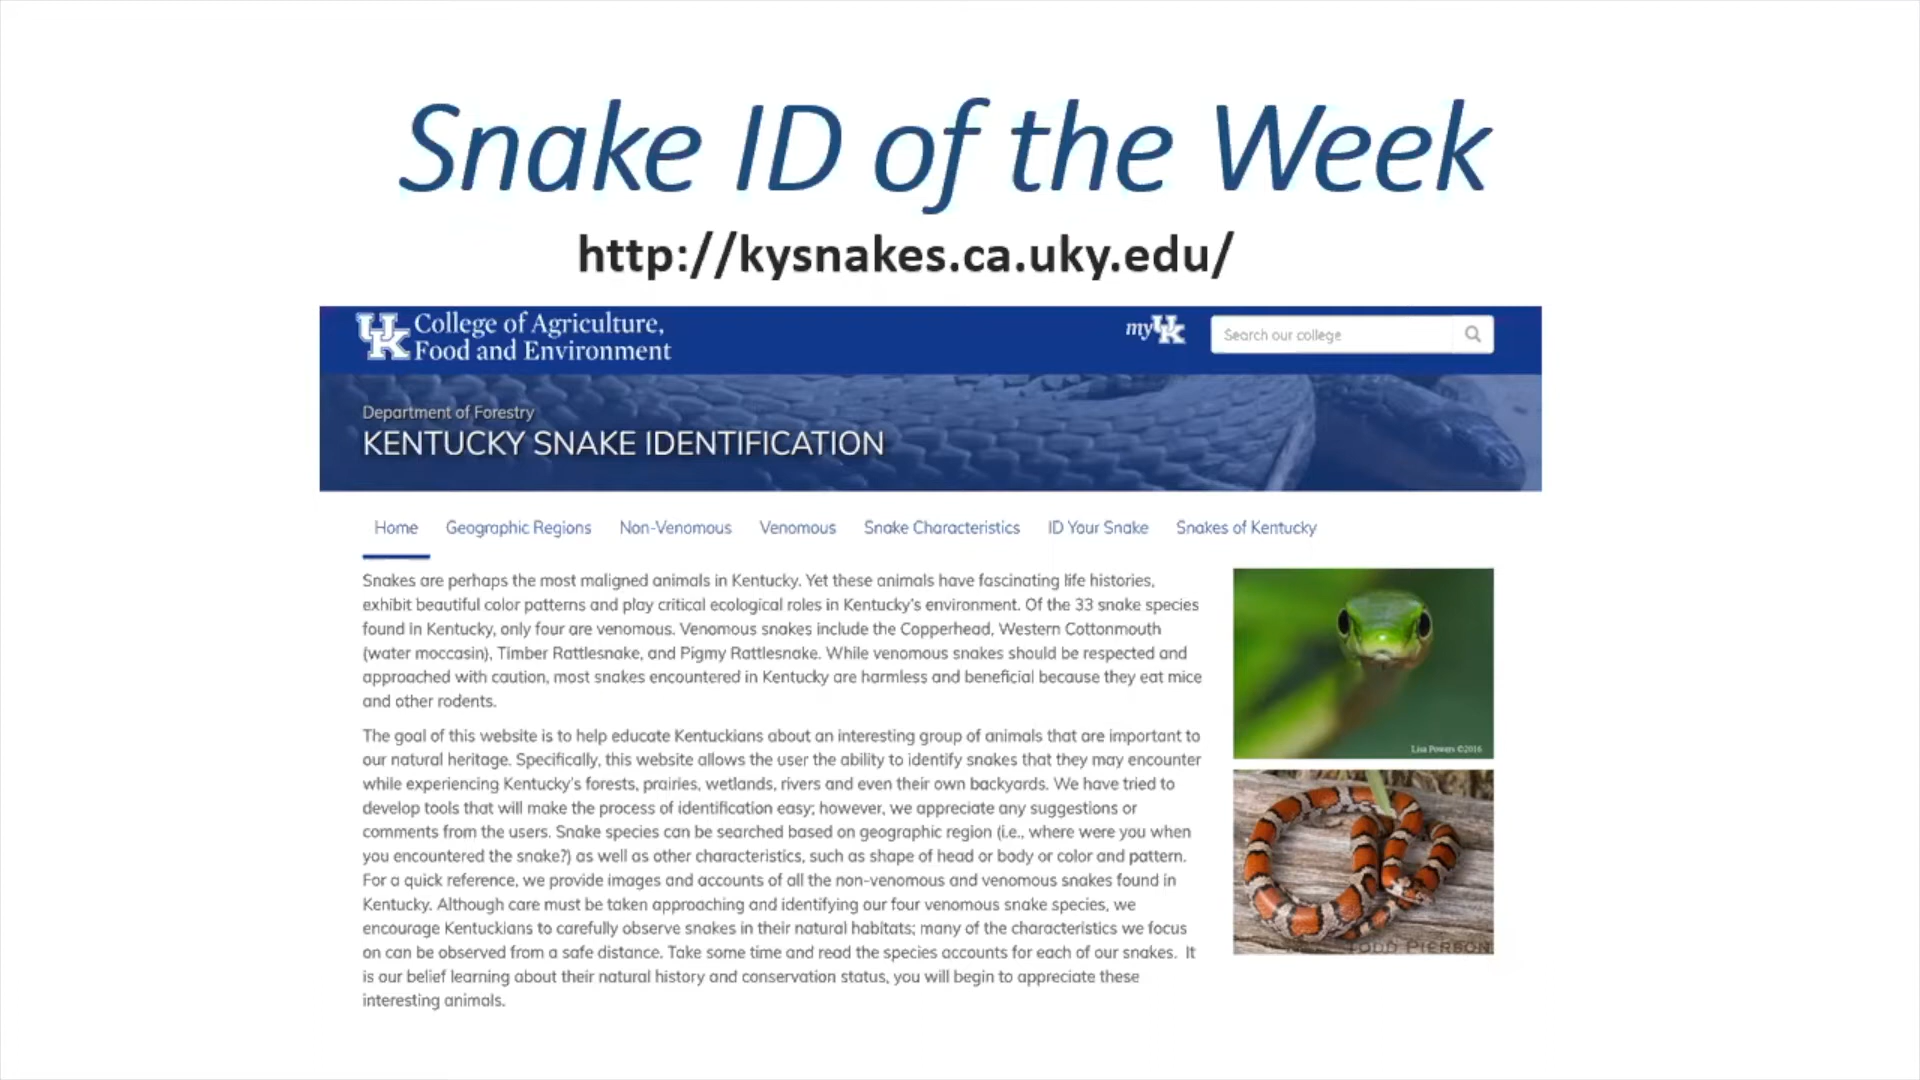 Snake ID of the Week
http://kysnakes.ca.uky.edu/
UK College of Agriculture,
Food and Environment
myUK
Search our college
Department of Forestry
KENTUCKY SNAKE IDENTIFICATION
Home Geographic Regions Non-Venomous Venomous Snake Characteristics ID Your Snake Snakes of Kentucky
Snakes are perhaps the most maligned animals in Kentucky. Yet these animals have fascinating life histories,
exhibit beautiful color patterns and play critical ecological roles in Kentucky's environment. Of the 33 snake species
found in Kentucky, only four are venomous. Venomous snakes include the Copperhead, Western Cottonmouth
(water moccasin), Timber Rattlesnake, and Pigmy Rattlesnake. While venomous snakes should be respected and
approached with caution, most snakes encountered in Kentucky are harmless and beneficial because they eat mice
and other rodents.
The goal of this website is to help educate Kentuckians about an interesting group of animals that are important to
our natural heritage. Specifically, this website allows the user the ability to identify snakes that they may encounter
while experiencing Kentucky's forests, prairies, wetlands, rivers and even their own backyards. We have tried to
develop tools that will make the process of identification easy; however, we appreciate any suggestions or
comments from the users. Snake species can be searched based on geographic region (i.e., where were you when
you encountered the snake?) as well as other characteristics, such as shape of head or body or color and pattern.
For a quick reference, we provide images and accounts of all the non-venomous and venomous snakes found in
Kentucky. Although care must be taken approaching and identifying our four venomous snake species, we
encourage Kentuckians to carefully observe snakes in their natural habitats; many of the characteristics we focus
on can be observed from a safe distance. Take some time and read the species accounts for each of our snakes. It
is our belief learning about their natural history and conservation status, you will begin to appreciate these
interesting animals.
Lisa Powers ©2016
TODD PIERSON